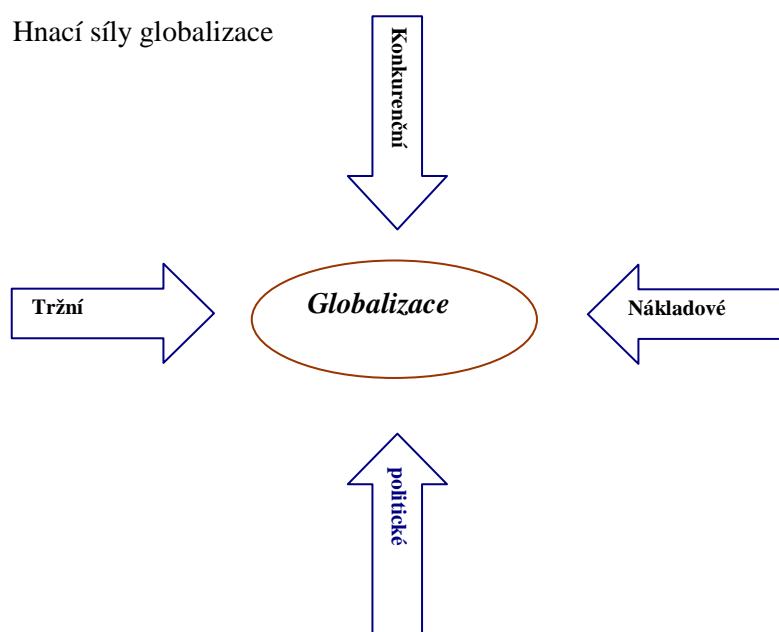 Hnací síly globalizace
Konkurenční
Tržní
Globalizace
Nákladové
politické